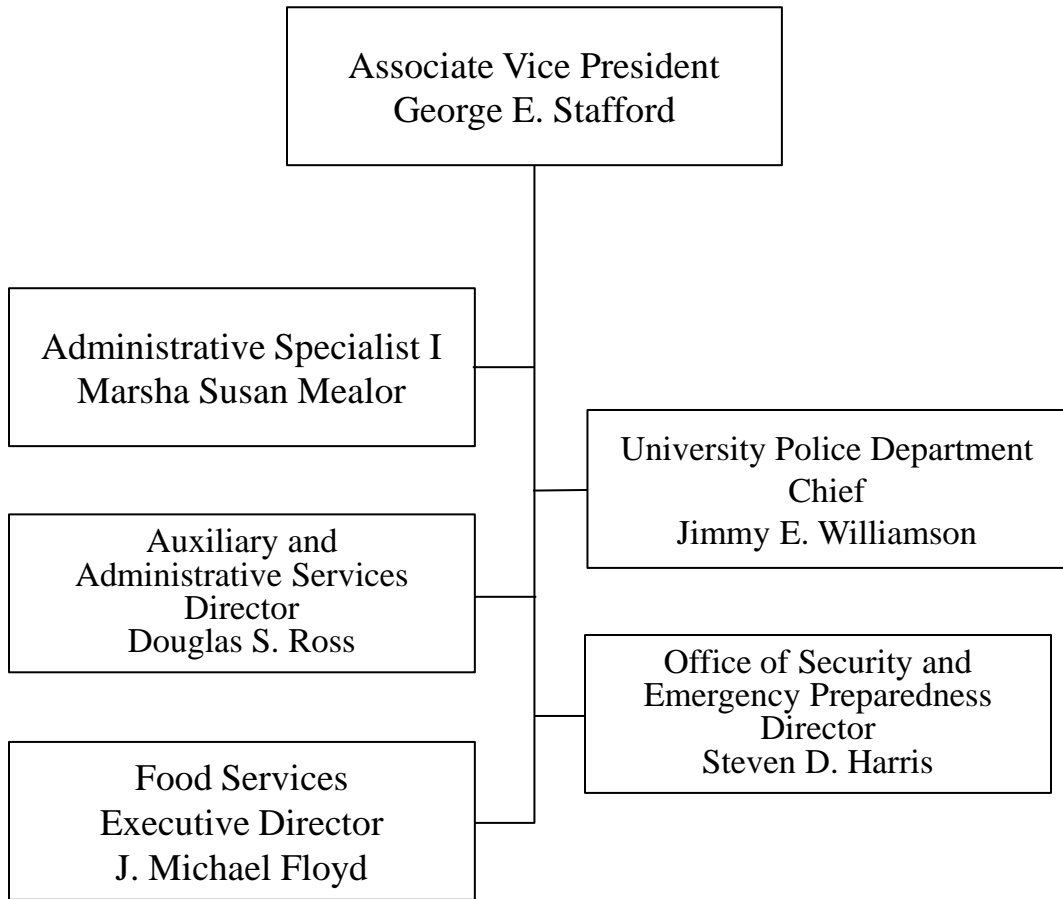 Associate Vice President
George E. Stafford
Administrative Specialist I
Marsha Susan Mealor
University Police Department
Chief
Jimmy E. Williamson
Auxiliary and
Administrative Services
Director
Douglas S. Ross
Office of Security and
Emergency Preparedness
Director
Steven D. Harris
Food Services
Executive Director
J. Michael Floyd